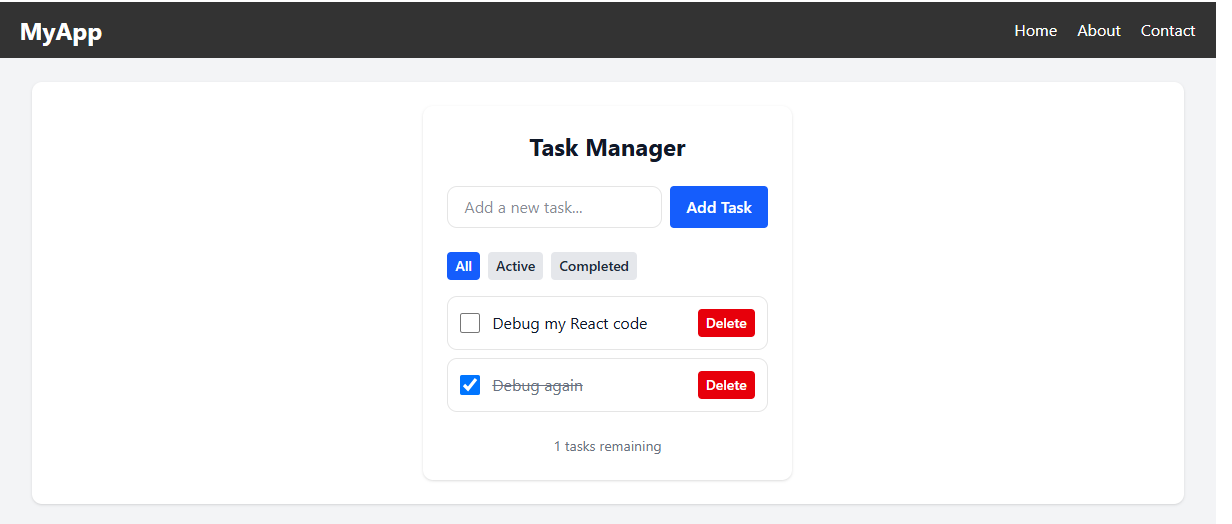 MyApp Home About Contact
Task Manager
Add a new task... Add Task
All Active Completed
Debug my React code Delete
Debug again Delete
1 tasks remaining